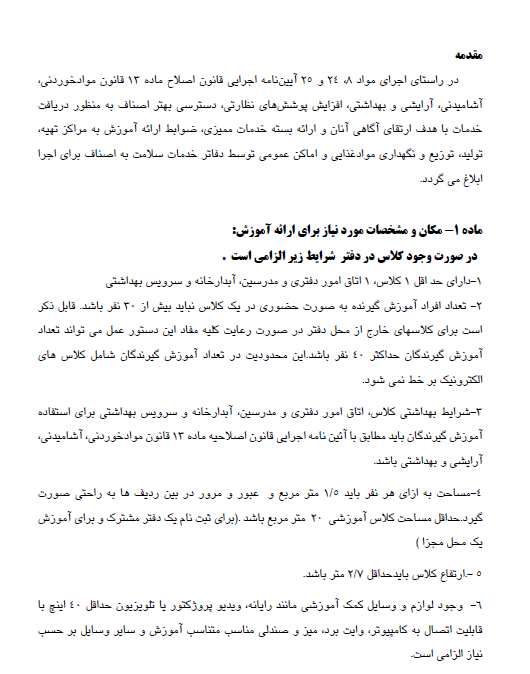 مقدمه
در راستای اجرای مواد ۸، ۲۴ و ۲۵ آیین‌نامه اجرایی قانون اصلاح ماده ۱۳ قانون موادخوردنی،
آشامیدنی، آرایشی و بهداشتی، افزایش پوشش‌های نظارتی، دسترسی بهتر اصناف به منظور دریافت
خدمات با هدف ارتقای آگاهی آنان و ارائه بسته خدمات ممیزی، ضوابط ارائه آموزش به مراکز تهیه،
تولید، توزیع و نگهداری موادغذایی و اماکن عمومی توسط دفاتر خدمات سلامت به اصناف برای اجرا
ابلاغ می گردد.
ماده ۱- مکان و مشخصات مورد نیاز برای ارائه آموزش:
در صورت وجود کلاس در دفتر شرایط زیر الزامی است .
۱-دارای حد اقل ۱ کلاس، ۱ اتاق امور دفتری و مدرسین، آبدارخانه و سرویس بهداشتی
۲- تعداد افراد آموزش گیرنده به صورت حضوری در یک کلاس نباید بیش از ۳۰ نفر باشد. قابل ذکر
است برای کلاسهای خارج از محل دفتر در صورت رعایت کلیه مفاد این دستور عمل می تواند تعداد
آموزش گیرندگان حداکثر ۴۰ نفر باشد.این محدودیت در تعداد آموزش گیرندگان شامل کلاس های
الکترونیک بر خط نمی شود.
۳-شرایط بهداشتی کلاس، اتاق امور دفتری و مدرسین، آبدارخانه و سرویس بهداشتی برای استفاده
آموزش گیرندگان باید مطابق با آئین نامه اجرایی قانون اصلاحیه ماده ۱۳ قانون موادخوردنی، آشامیدنی،
آرایشی و بهداشتی باشد.
۴-مساحت به ازای هر نفر باید ۱/۵ متر مربع و عبور و مرور در بین ردیف ها به راحتی صورت
گیرد.حداقل مساحت کلاس آموزشی ۲۰ متر مربع باشد .(برای ثبت نام یک دفتر مشترک و برای آموزش
یک محل مجزا )
۵ -.ارتفاع کلاس بایدحداقل ۲/۷ متر باشد.
۶- وجود لوازم و وسایل کمک آموزشی مانند رایانه، ویدیو پروژکتور یا تلویزیون حداقل ۴۰ اینچ با
قابلیت اتصال به کامپیوتر، وایت برد، میز و صندلی مناسب متناسب آموزش و سایر وسایل بر حسب
نیاز الزامی است.